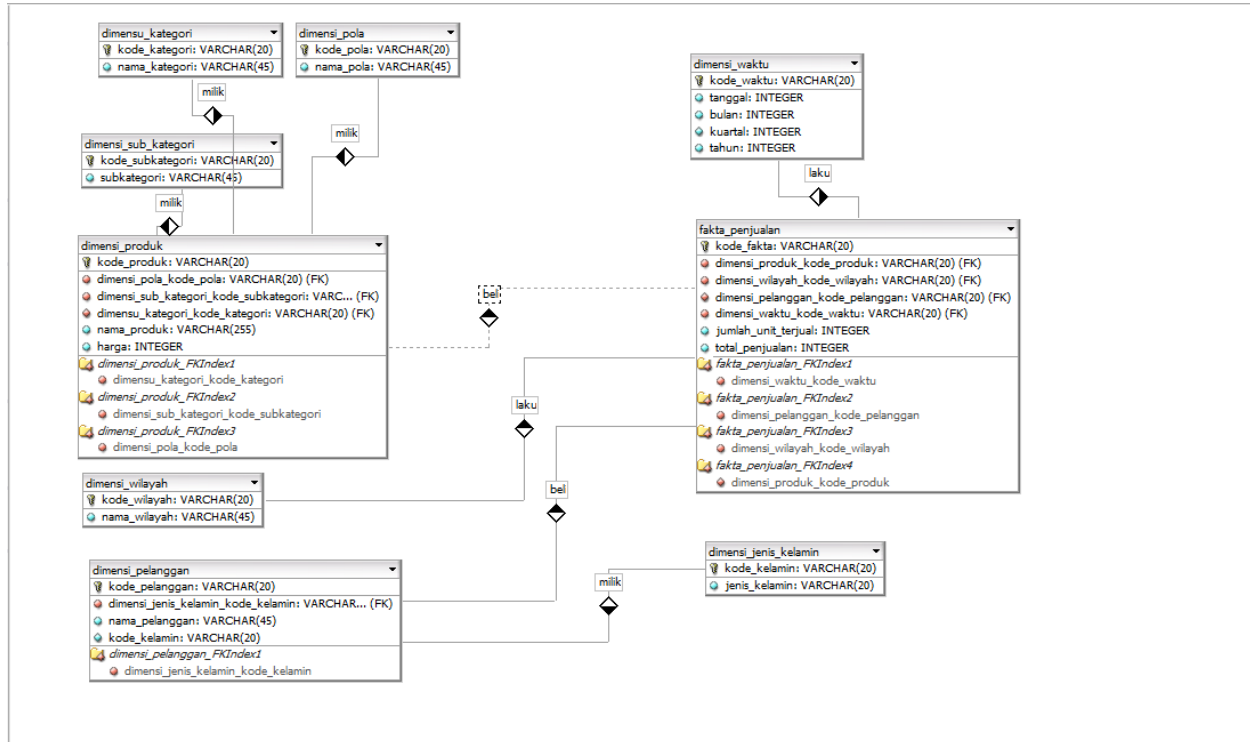 dimensu_kategori
kode_kategori: VARCHAR(20)
nama_kategori: VARCHAR(45)
dimensi_pola
kode_pola: VARCHAR(20)
nama_pola: VARCHAR(45)
milik
milik
dimensi_sub_kategori
kode_subkategori: VARCHAR(20)
subkategori: VARCHAR(45)
milik
dimensi_produk
kode_produk: VARCHAR(20)
dimensi_pola_kode_pola: VARCHAR(20) (FK)
dimensi_sub_kategori_kode_subkategori: VARC... (FK)
dimensu_kategori_kode_kategori: VARCHAR(20) (FK)
nama_produk: VARCHAR(255)
harga: INTEGER
dimensi_produk_FKIndex1
dimensu_kategori_kode_kategori
dimensi_produk_FKIndex2
dimensi_sub_kategori_kode_subkategori
dimensi_produk_FKIndex3
dimensi_pola_kode_pola
dimensi_waktu
kode_waktu: VARCHAR(20)
tanggal: INTEGER
bulan: INTEGER
kuartal: INTEGER
tahun: INTEGER
laku
fakta_penjualan
kode_fakta: VARCHAR(20)
dimensi_produk_kode_produk: VARCHAR(20) (FK)
dimensi_wilayah_kode_wilayah: VARCHAR(20) (FK)
dimensi_pelanggan_kode_pelanggan: VARCHAR(20) (FK)
dimensi_waktu_kode_waktu: VARCHAR(20) (FK)
jumlah_unit_terjual: INTEGER
total_penjualan: INTEGER
fakta_penjualan_FKIndex1
dimensi_waktu_kode_waktu
fakta_penjualan_FKIndex2
dimensi_pelanggan_kode_pelanggan
fakta_penjualan_FKIndex3
dimensi_wilayah_kode_wilayah
fakta_penjualan_FKIndex4
dimensi_produk_kode_produk
bel
laku
bel
dimensi_wilayah
kode_wilayah: VARCHAR(20)
nama_wilayah: VARCHAR(45)
dimensi_pelanggan
kode_pelanggan: VARCHAR(20)
dimensi_jenis_kelamin_kode_kelamin: VARCHAR... (FK)
nama_pelanggan: VARCHAR(45)
kode_kelamin: VARCHAR(20)
dimensi_pelanggan_FKIndex1
dimensi_jenis_kelamin_kode_kelamin
milik
dimensi_jenis_kelamin
kode_kelamin: VARCHAR(20)
jenis_kelamin: VARCHAR(20)